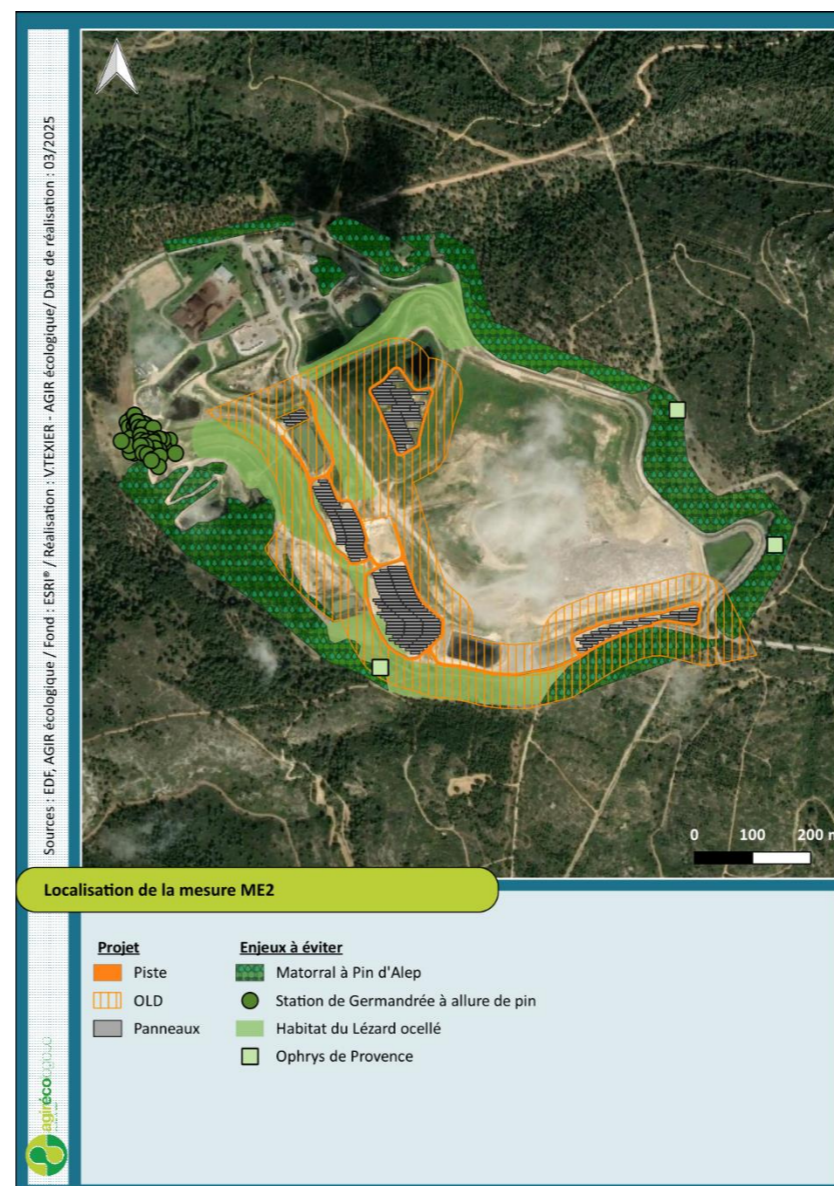 Sources : EDF, AGIR écologique / Fond : ESRI® / Réalisation : V.TEXIER - AGIR écologique/ Date de réalisation : 03/2025
0 100 200 m
Localisation de la mesure ME2
Projet
Piste
OLD
Panneaux
Enjeux à éviter
Matorral à Pin d'Alep
Station de Germandrée à allure de pin
Habitat du Lézard ocellé
Ophrys de Provence
agirécologique